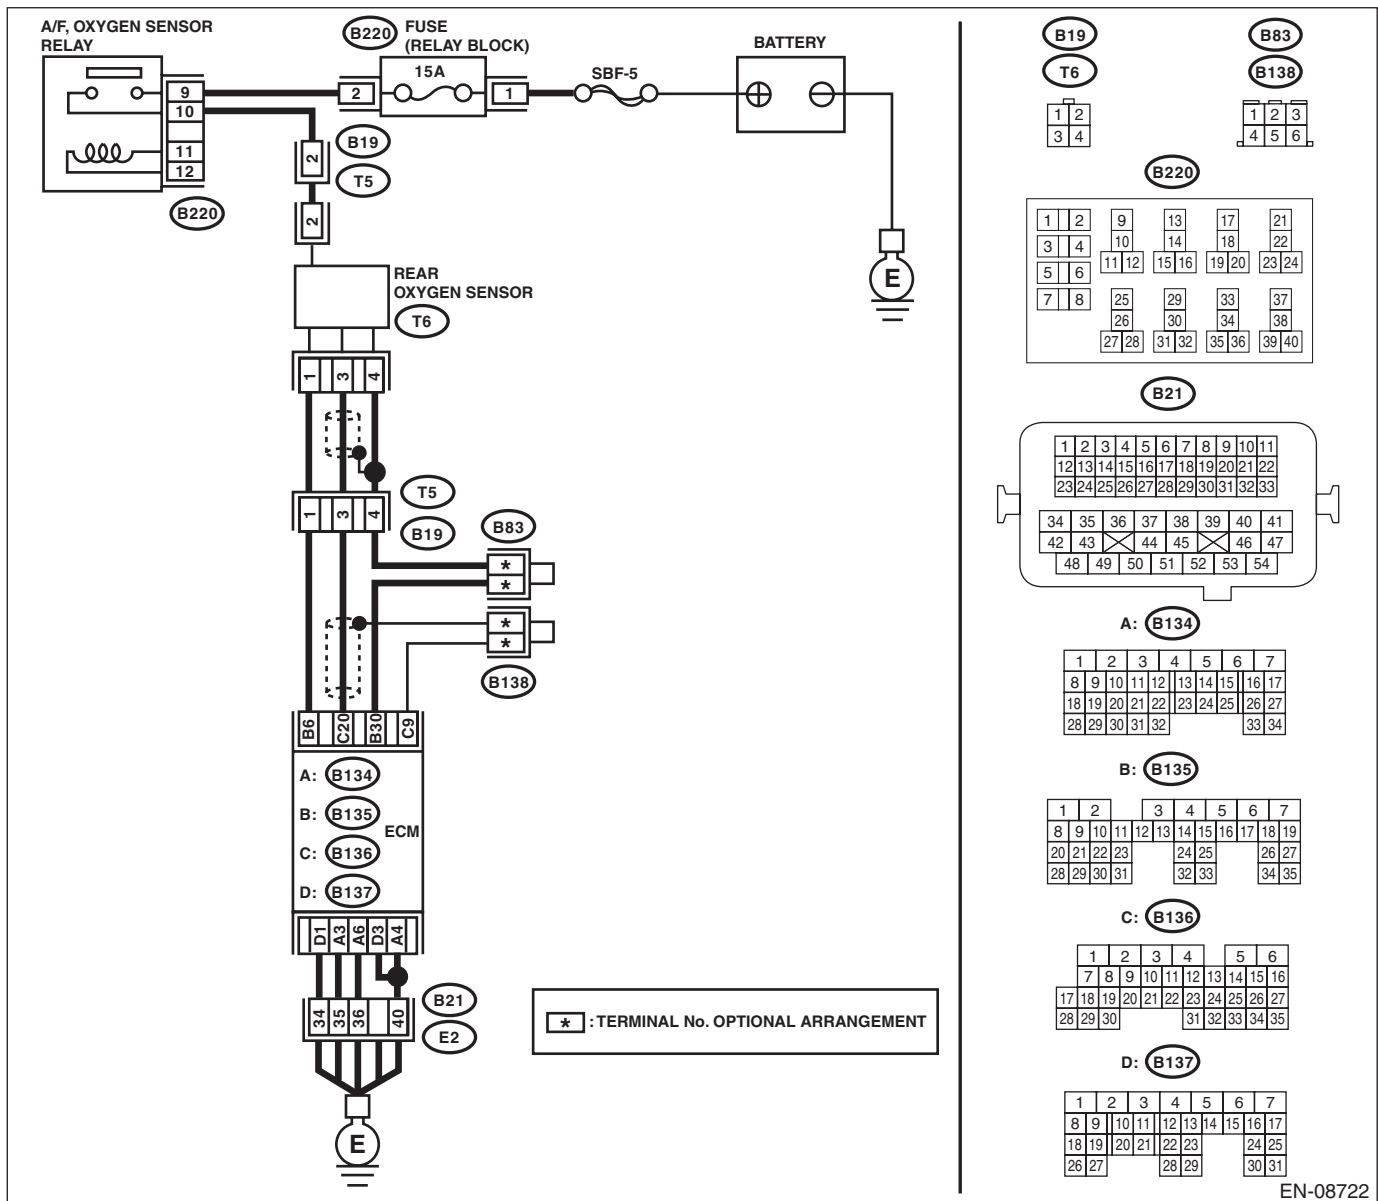 A/F, OXYGEN SENSOR
RELAY
B220
FUSE
(RELAY BLOCK)
15A
BATTERY
SBF-5
9
10
11
12
2
1
B220
2
B19
T5
2
REAR
OXYGEN SENSOR
T6
E
1 3 4
T5
1 3 4
B19
B83
*
*
*
*
B138
B6 C20 B30 C9
A: B134
B: B135
C: B136
D: B137
ECM
D1 A3 A6 D3 A4
34 35 36 40
B21
E2
E
* : TERMINAL No. OPTIONAL ARRANGEMENT
B19
T6
1 2
3 4
B83
B138
1 2 3
4 5 6
B220
1 2 9 13 17 21
3 4 10 14 18 22
5 6 11 12 15 16 19 20 23 24
7 8 25 29 33 37
26 30 34 38
27 28 31 32 35 36 39 40
B21
1 2 3 4 5 6 7 8 9 10 11
12 13 14 15 16 17 18 19 20 21 22
23 24 25 26 27 28 29 30 31 32 33
34 35 36 37 38 39 40 41
42 43 44 45 46 47
48 49 50 51 52 53 54
A: B134
1 2 3 4 5 6 7
8 9 10 11 12 13 14 15 16 17
18 19 20 21 22 23 24 25 26 27
28 29 30 31 32 33 34
B: B135
1 2 3 4 5 6 7
8 9 10 11 12 13 14 15 16 17 18 19
20 21 22 23 24 25 26 27
28 29 30 31 32 33 34 35
C: B136
1 2 3 4 5 6
7 8 9 10 11 12 13 14 15 16
17 18 19 20 21 22 23 24 25 26 27
28 29 30 31 32 33 34 35
D: B137
1 2 3 4 5 6 7
8 9 10 11 12 13 14 15 16 17
18 19 20 21 22 23 24 25
26 27 28 29 30 31
EN-08722